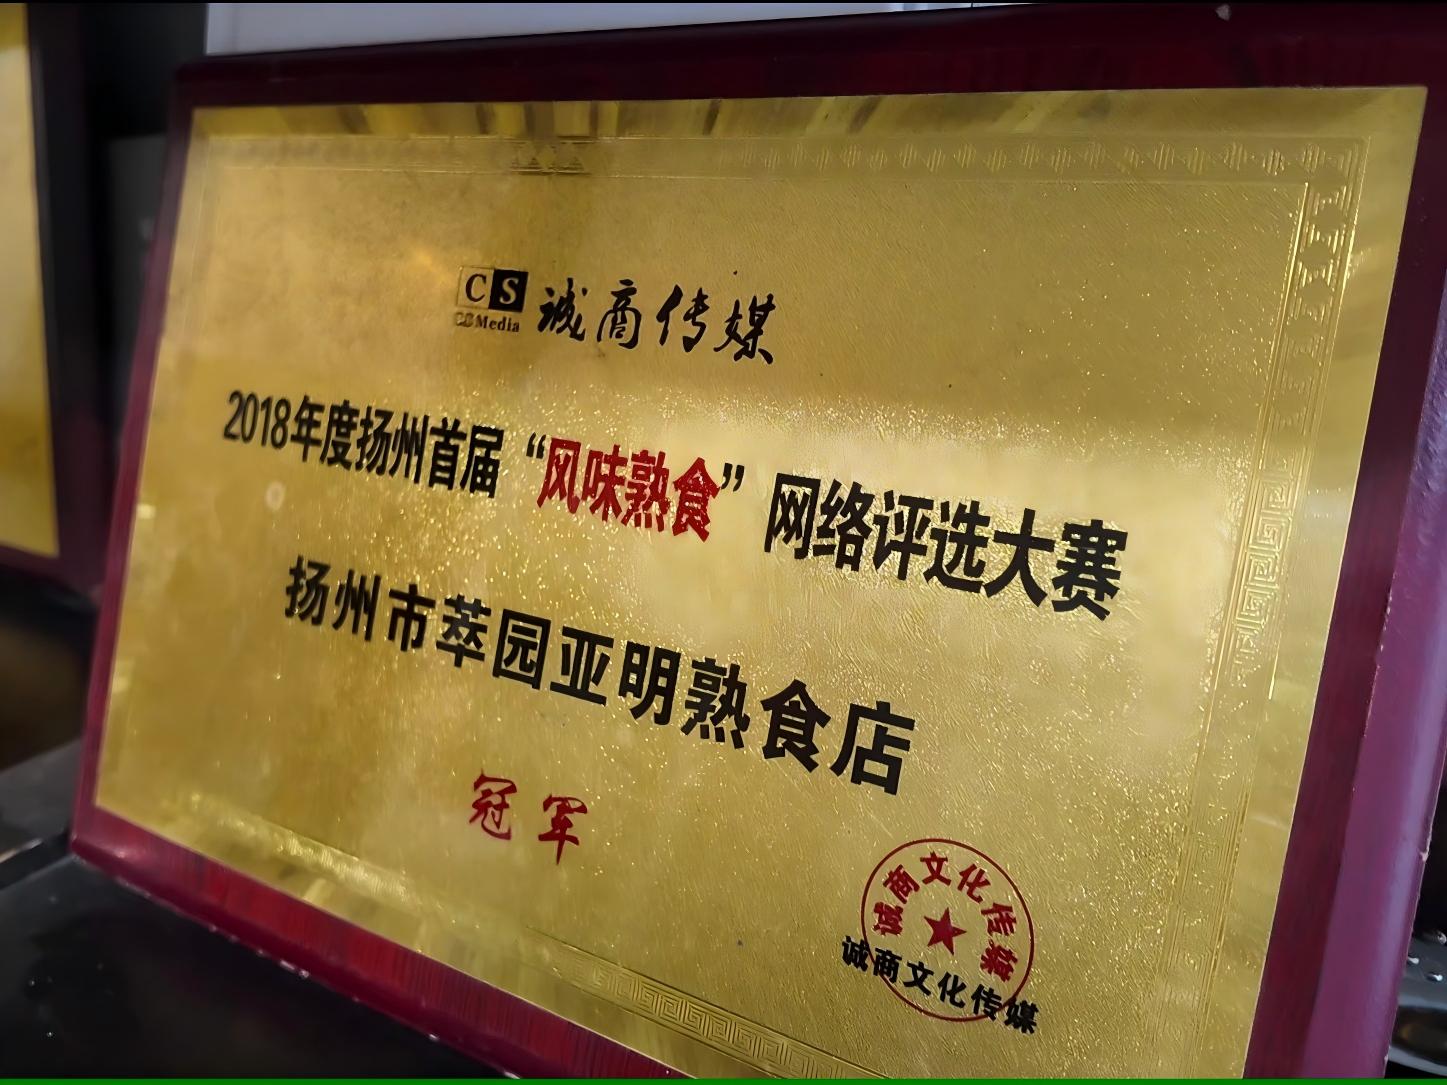 CS 诚商传媒
CSMedia
2018年度扬州首届“风味熟食”网络评选大赛
扬州市萃园亚明熟食店
冠军
诚商文化传媒
诚商文化传媒